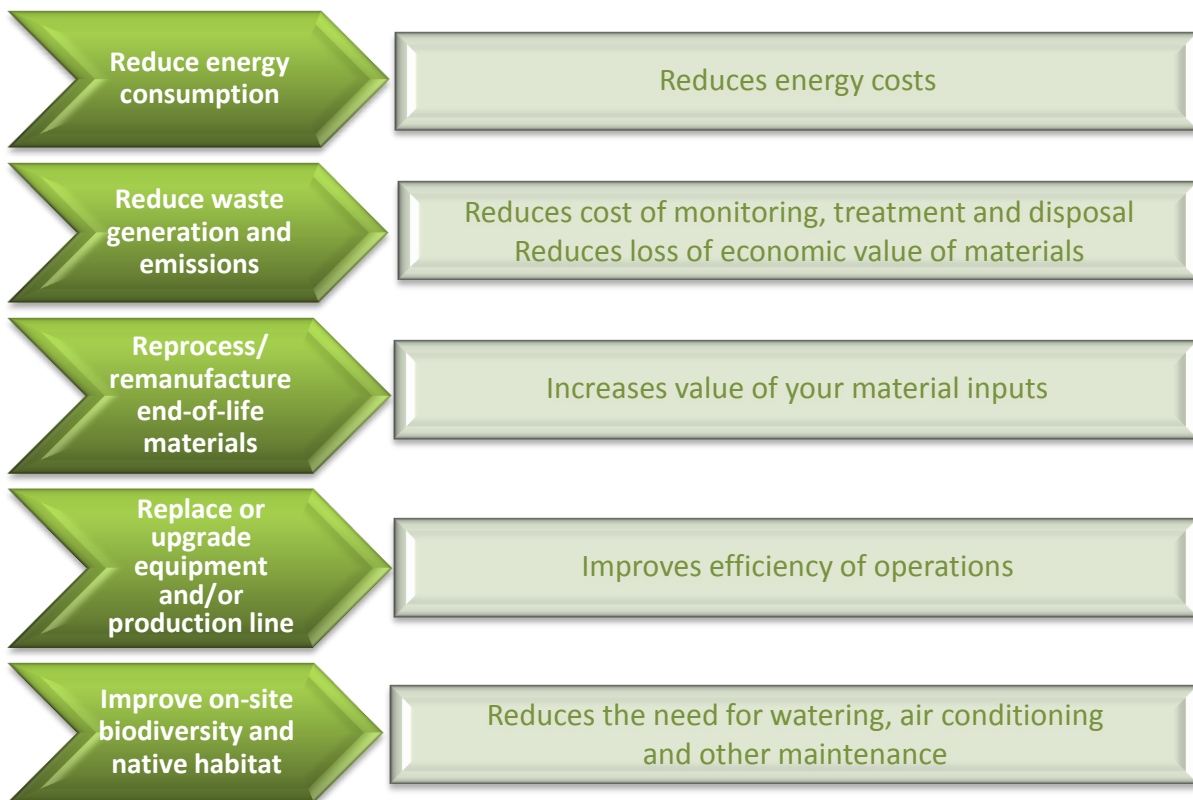 Reduce energy
consumption
Reduces energy costs
Reduce waste
generation and
emissions
Reduces cost of monitoring, treatment and disposal
Reduces loss of economic value of materials
Reprocess/
remanufacture
end-of-life
materials
Increases value of your material inputs
Replace or
upgrade
equipment
and/or
production line
Improves efficiency of operations
Improve on-site
biodiversity and
native habitat
Reduces the need for watering, air conditioning
and other maintenance